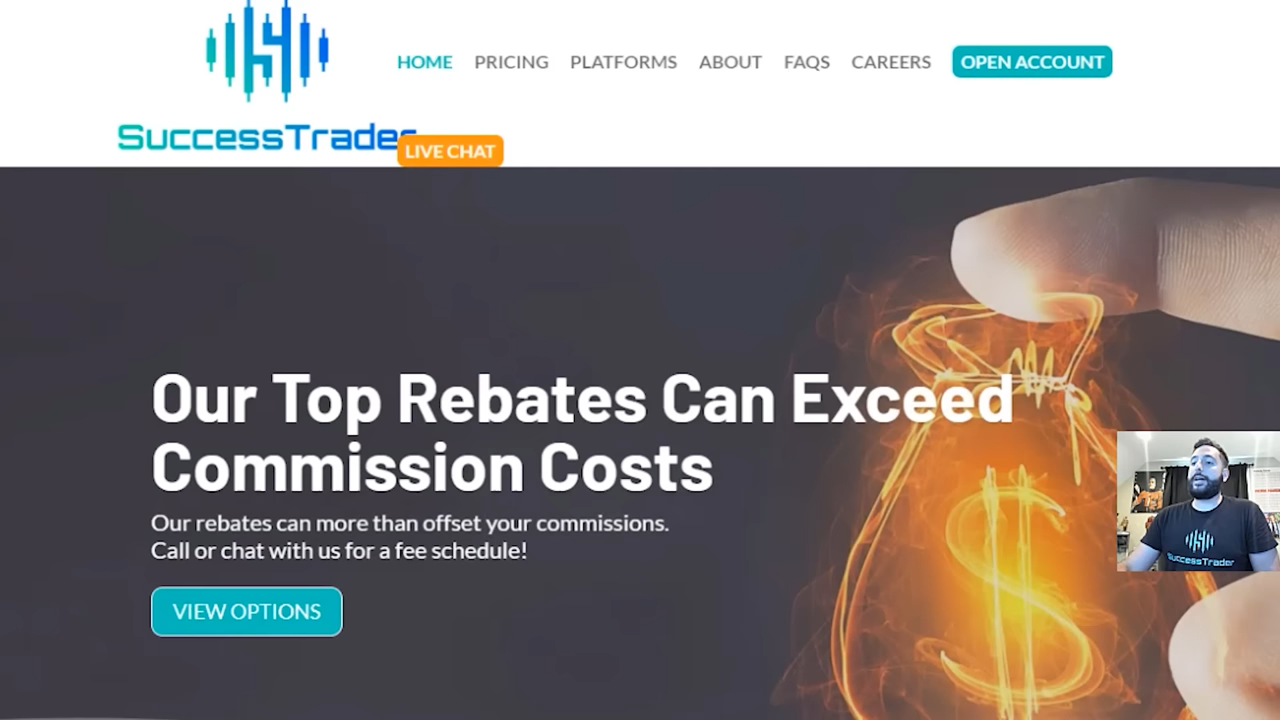 HOME PRICING PLATFORMS ABOUT FAQS CAREERS OPEN ACCOUNT
SuccessTrader
LIVE CHAT
Our Top Rebates Can Exceed
Commission Costs
Our rebates can more than offset your commissions.
Call or chat with us for a fee schedule!
VIEW OPTIONS
SuccessTrader